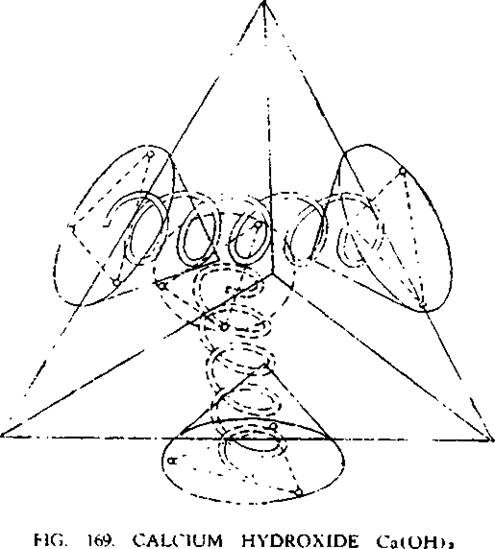 FIG. 169. CALCIUM HYDROXIDE Ca(OH)₂